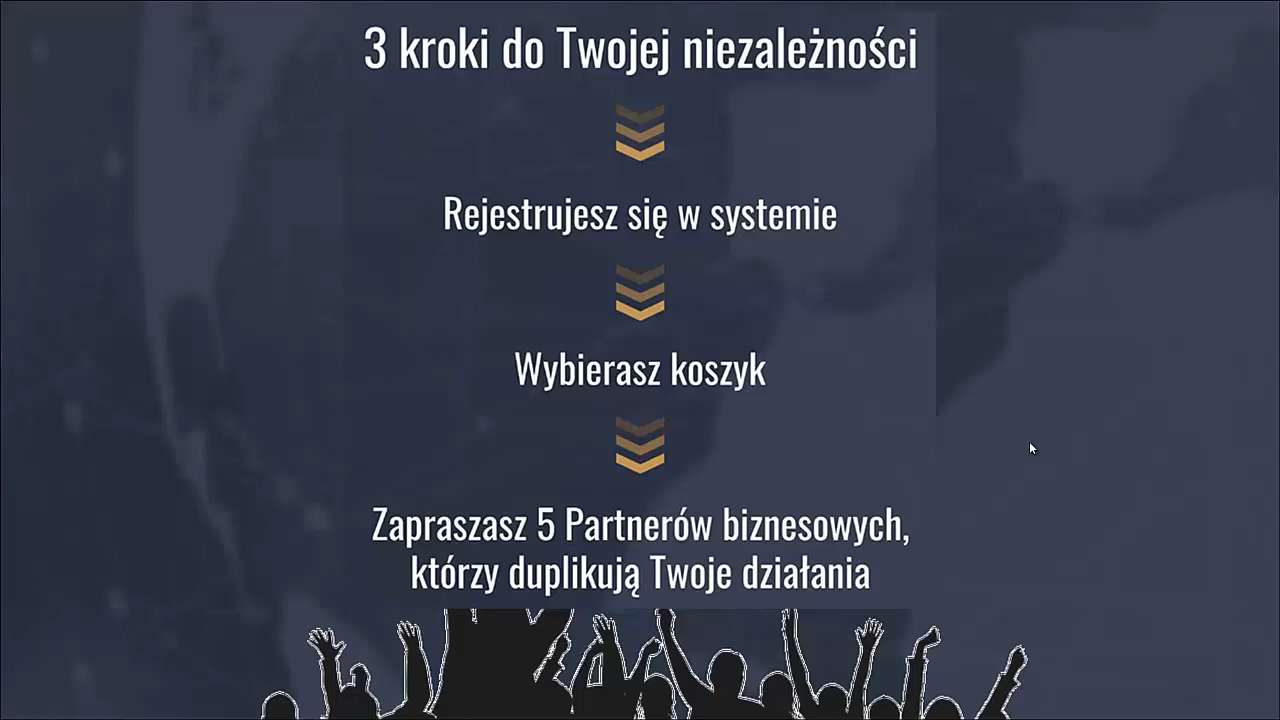 3 kroki do Twojej niezależności
Rejestrujesz się w systemie
Wybierasz koszyk
Zapraszasz 5 Partnerów biznesowych,
którzy duplikują Twoje działania